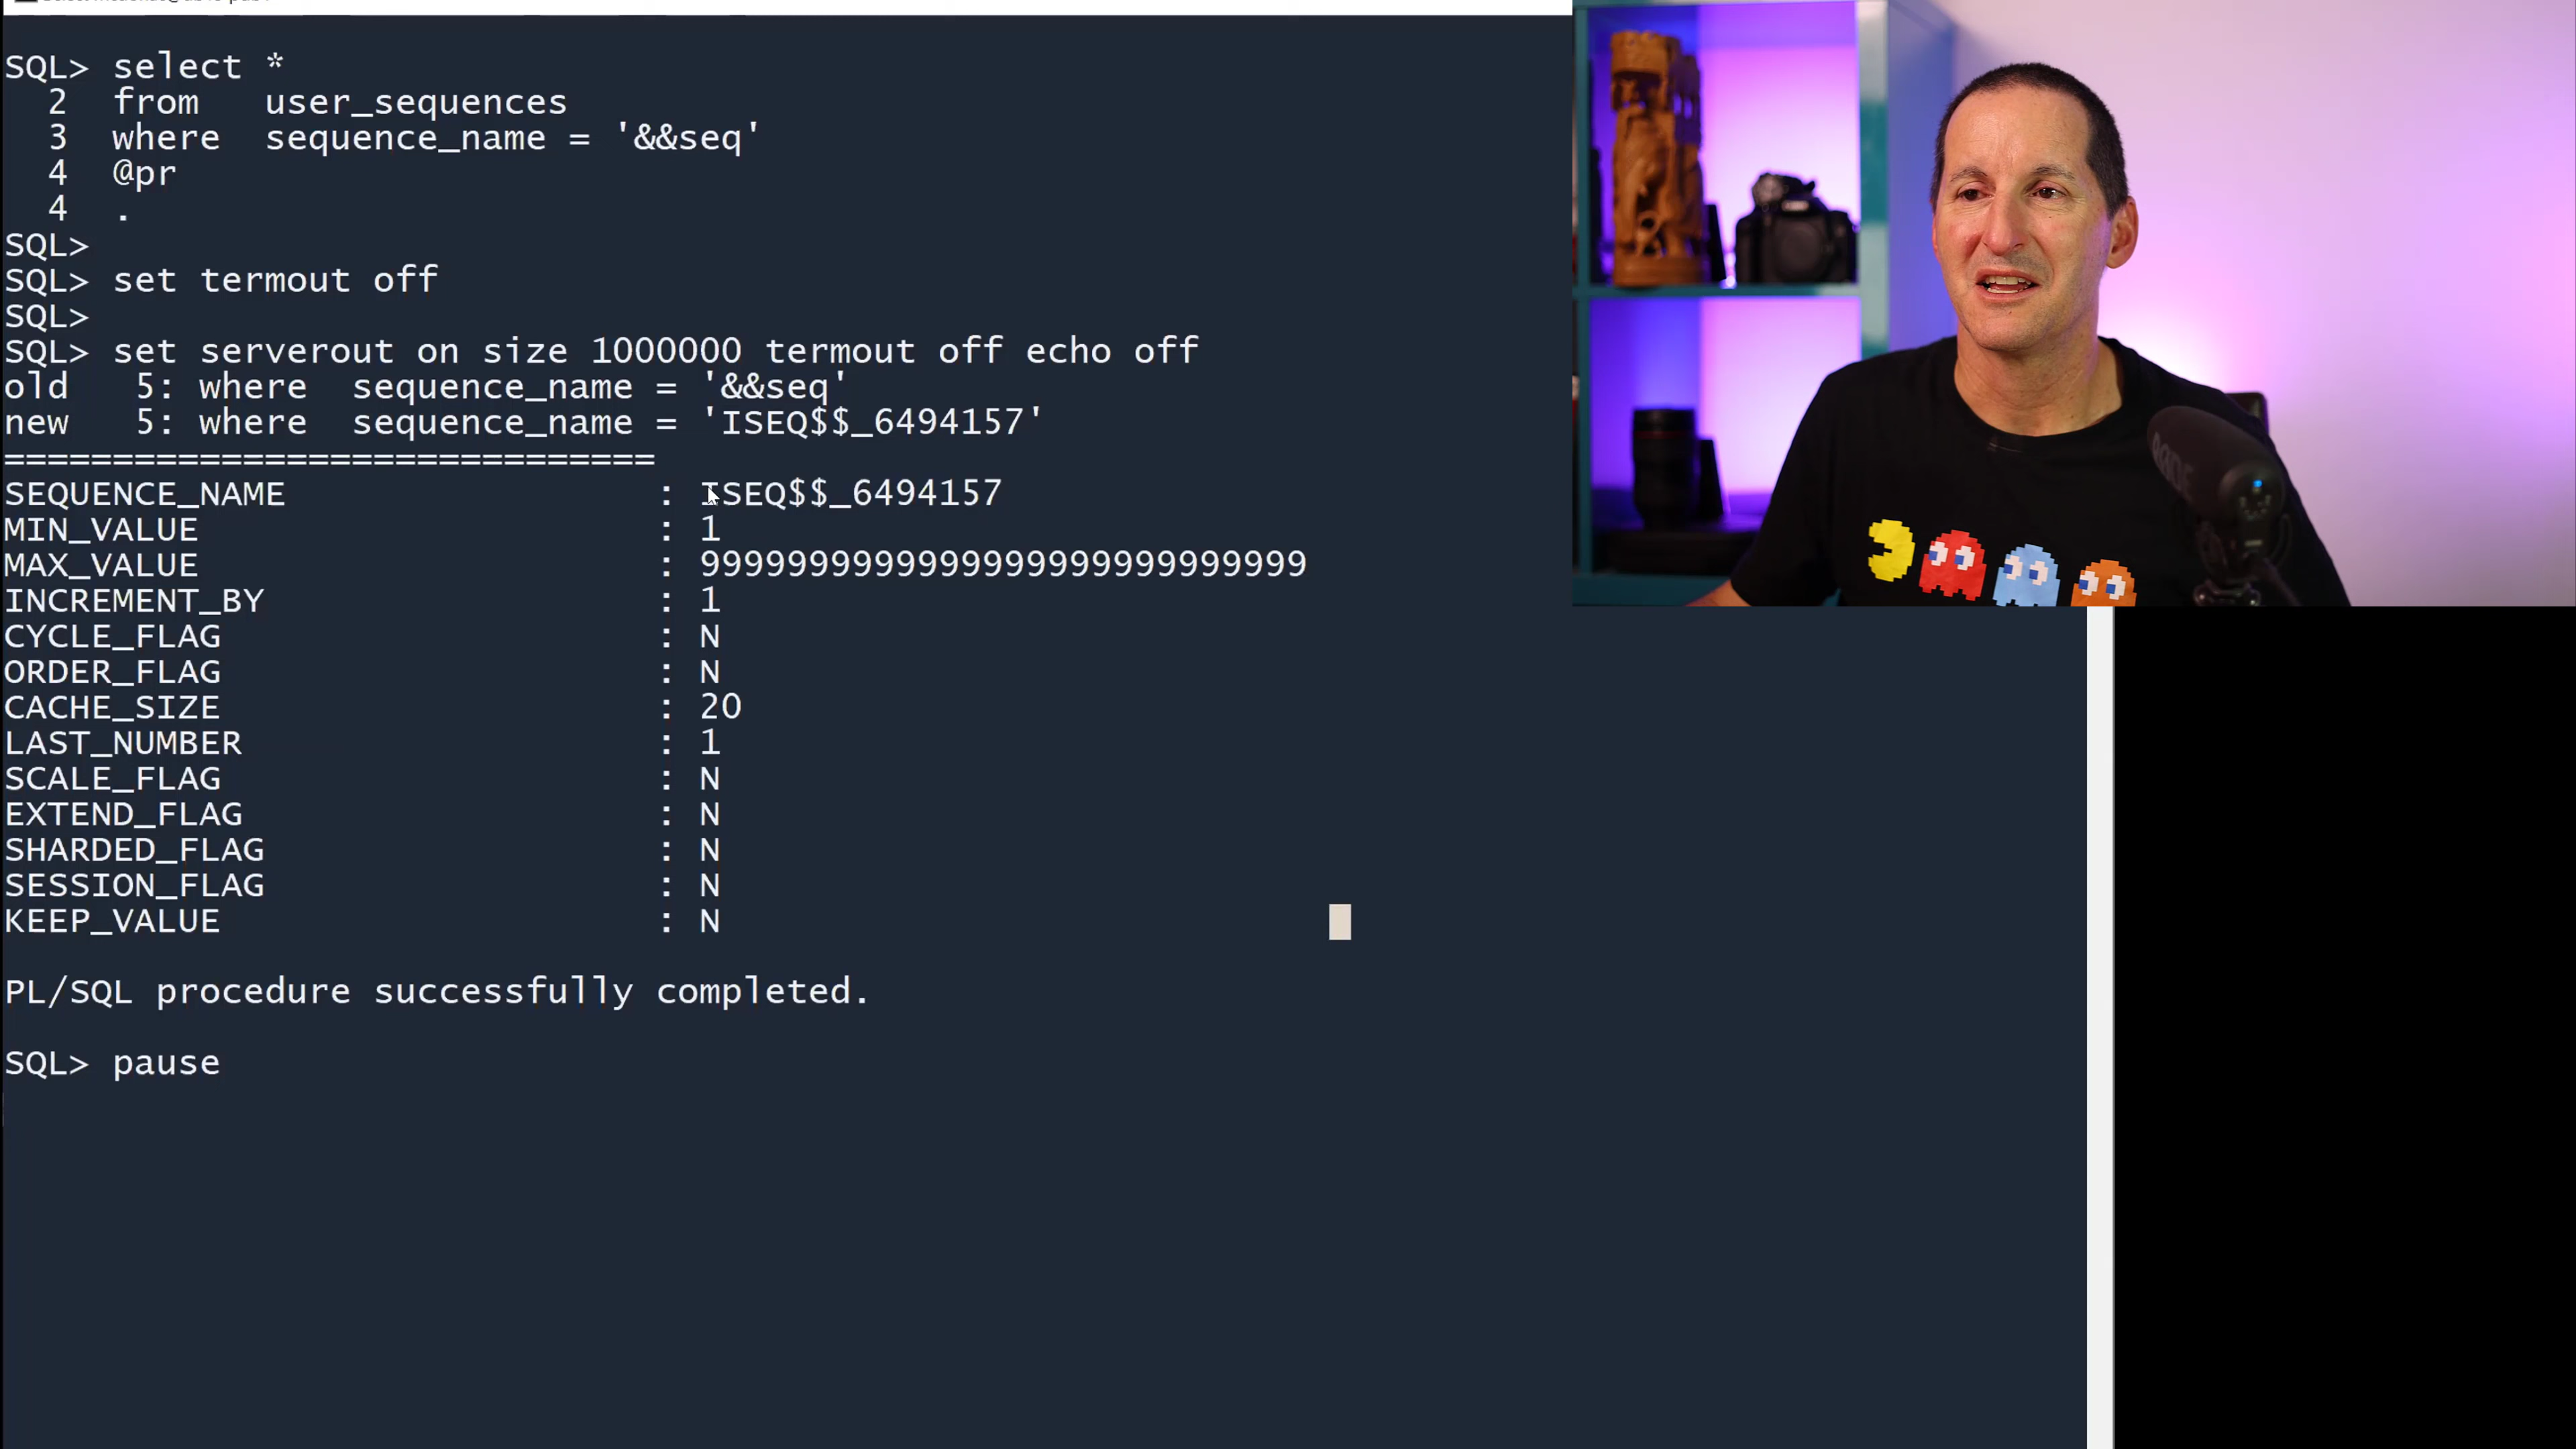 SQL> select *
  2  from   user_sequences
  3  where  sequence_name = '&&seq'
  4  @pr
  4  .
SQL>
SQL> set termout off
SQL>
SQL> set serverout on size 1000000 termout off echo off
old   5: where  sequence_name = '&&seq'
new   5: where  sequence_name = 'ISEQ$$_6494157'
==============================
SEQUENCE_NAME                 : ISEQ$$_6494157
MIN_VALUE                     : 1
MAX_VALUE                     : 9999999999999999999999999999
INCREMENT_BY                  : 1
CYCLE_FLAG                    : N
ORDER_FLAG                    : N
CACHE_SIZE                    : 20
LAST_NUMBER                   : 1
SCALE_FLAG                    : N
EXTEND_FLAG                   : N
SHARDED_FLAG                  : N
SESSION_FLAG                  : N
KEEP_VALUE                    : N
PL/SQL procedure successfully completed.
SQL> pause
RØDE